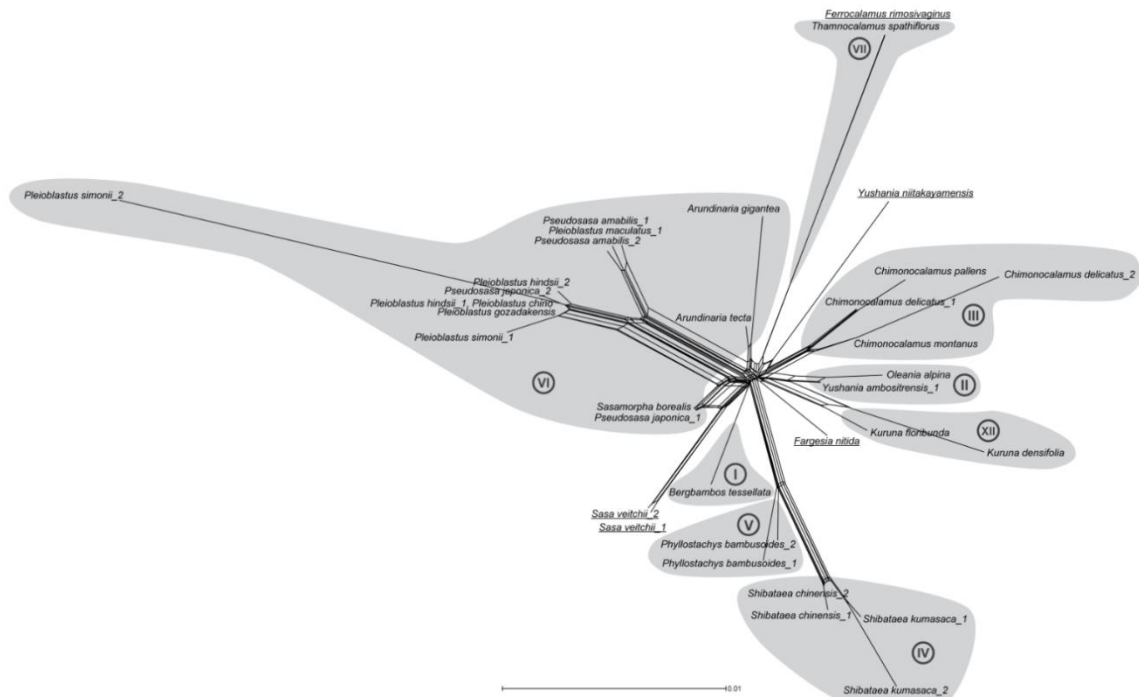 Ferrocalamus rimosivaginus
Thamnocalamus spathiflorus
VII
Pleioblastus simonii_2
Yushania niitakayamensis
Arundinaria gigantea
Pseudosasa amabilis_1
Pleioblastus maculatus_1
Pseudosasa amabilis_2
Chimonocalamus pallens
Chimonocalamus delicatus_2
Pleioblastus hindsii_2
Pseudosasa jeponica_2
Pleioblastus hindsii_1, Pleioblastus chino
Pleioblastus gozadakensis
Chimonocalamus delicatus_1
III
Arundinaria tecta
Pleioblastus simonii_1
Chimonocalamus montanus
VI
Oleania alpina
Yushania ambositrensis_1
II
Sasamorpha borealis
Pseudosasa japonica_1
Kuruna floribunda
XII
Fargesia nitida
Kuruna densifolia
I
Bergbambos tessellata
Sasa veitchii_2
Sasa veitchii_1
V
Phyllostachys bambusoides_2
Phyllostachys bambusoides_1
Shibataea chinensis_2
Shibataea chinensis_1
Shibataea kumasaca_1
IV
Shibataea kumasaca_2
0.01